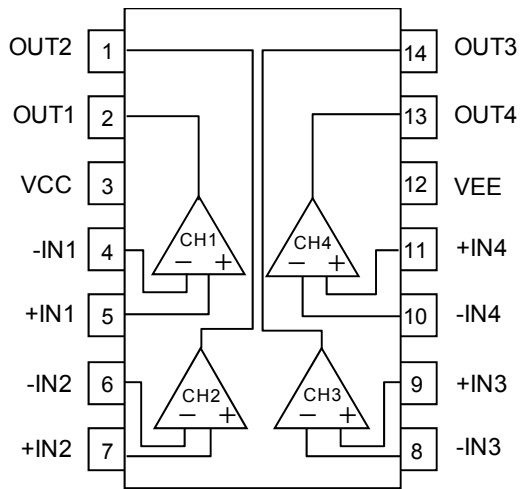 OUT2 1 14 OUT3
OUT1 2 13 OUT4
VCC 3 12 VEE
-IN1 4 CH1 CH4 11 +IN4
− + − +
+IN1 5 10 -IN4
-IN2 6 CH2 CH3 9 +IN3
− + − +
+IN2 7 8 -IN3